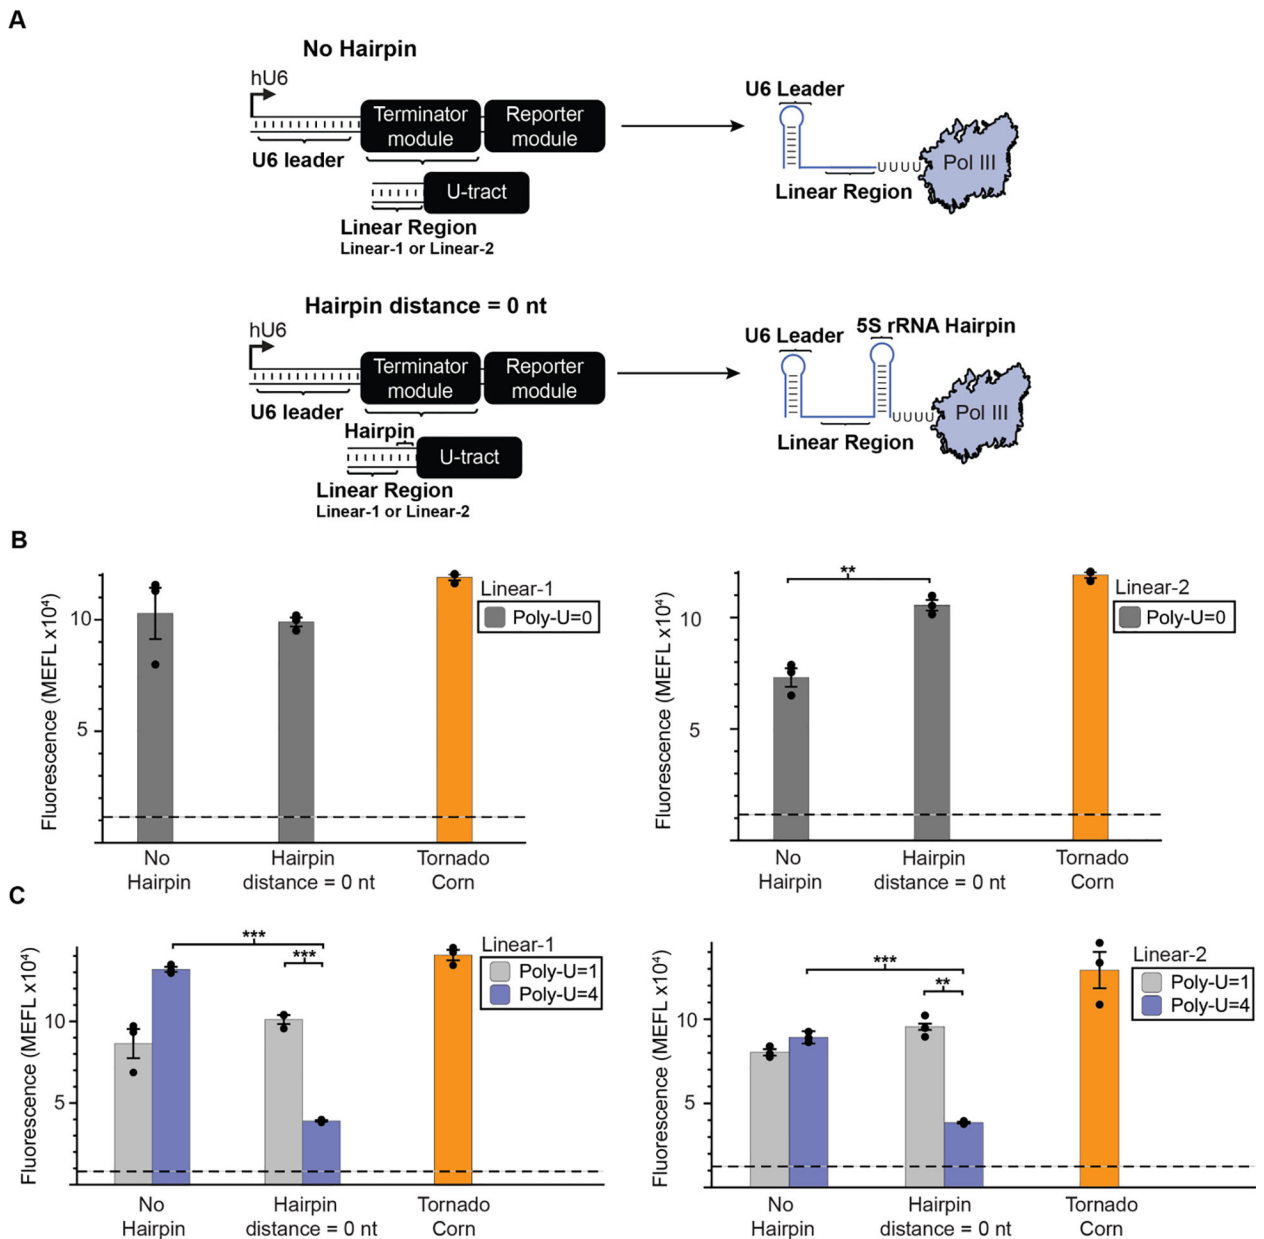 A
No Hairpin
hU6
Terminator module
Reporter module
U6 leader
U-tract
Linear Region
Linear-1 or Linear-2
U6 Leader
UUUU
Pol III
Linear Region
Hairpin distance = 0 nt
hU6
Terminator module
Reporter module
U6 leader
Hairpin
U-tract
Linear Region
Linear-1 or Linear-2
U6 Leader
5S rRNA Hairpin
UUUU
Pol III
Linear Region
B
Fluorescence (MEFL x10⁴)
10
5
Linear-1
Poly-U=0
No Hairpin
Hairpin distance = 0 nt
Tornado Corn
Fluorescence (MEFL x10⁴)
10
5
**
Linear-2
Poly-U=0
No Hairpin
Hairpin distance = 0 nt
Tornado Corn
C
Fluorescence (MEFL x10⁴)
10
5
***
***
Linear-1
Poly-U=1
Poly-U=4
No Hairpin
Hairpin distance = 0 nt
Tornado Corn
Fluorescence (MEFL x10⁴)
10
5
***
**
Linear-2
Poly-U=1
Poly-U=4
No Hairpin
Hairpin distance = 0 nt
Tornado Corn